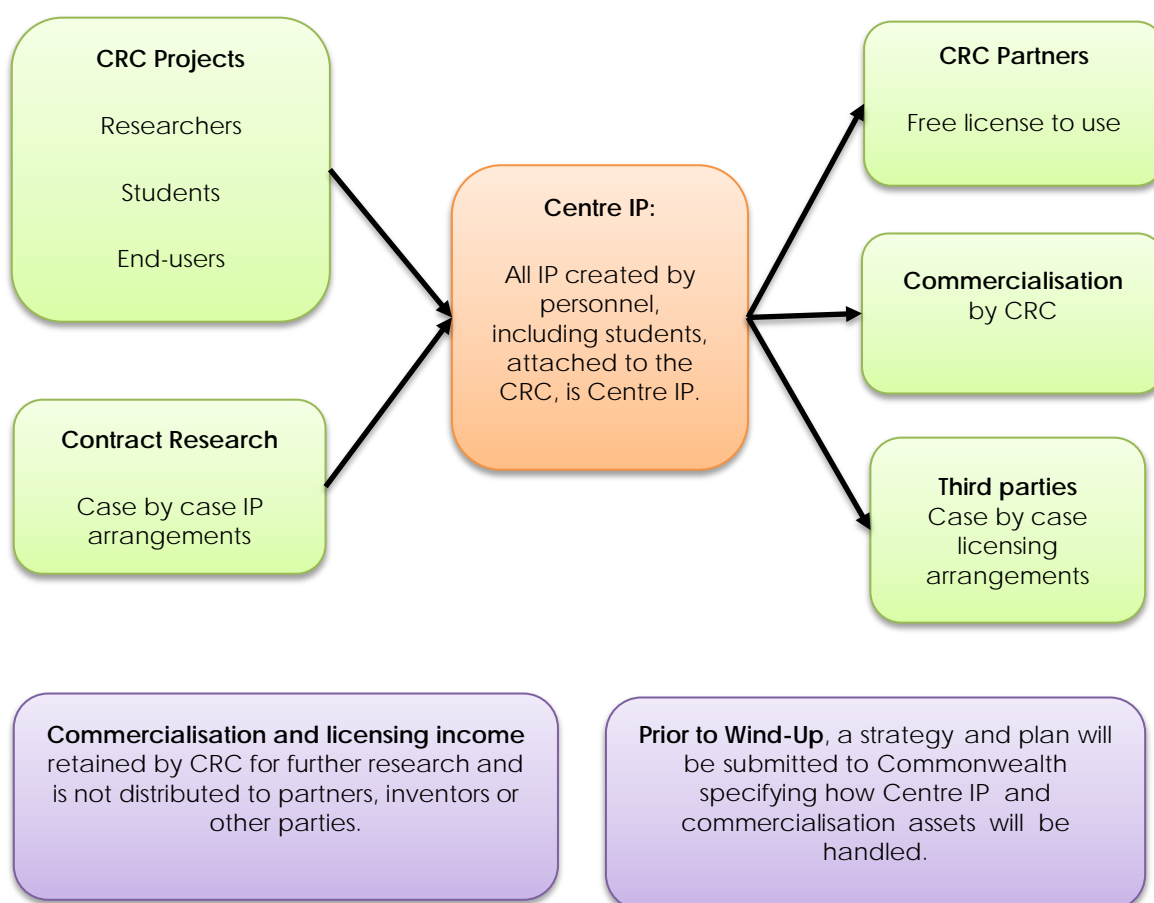 CRC Projects
Researchers
Students
End-users
Contract Research
Case by case IP
arrangements
Centre IP:
All IP created by
personnel,
including students,
attached to the
CRC, is Centre IP.
CRC Partners
Free license to use
Commercialisation
by CRC
Third parties
Case by case
licensing
arrangements
Commercialisation and licensing income
retained by CRC for further research and
is not distributed to partners, inventors or
other parties.
Prior to Wind-Up, a strategy and plan will
be submitted to Commonwealth
specifying how Centre IP and
commercialisation assets will be
handled.